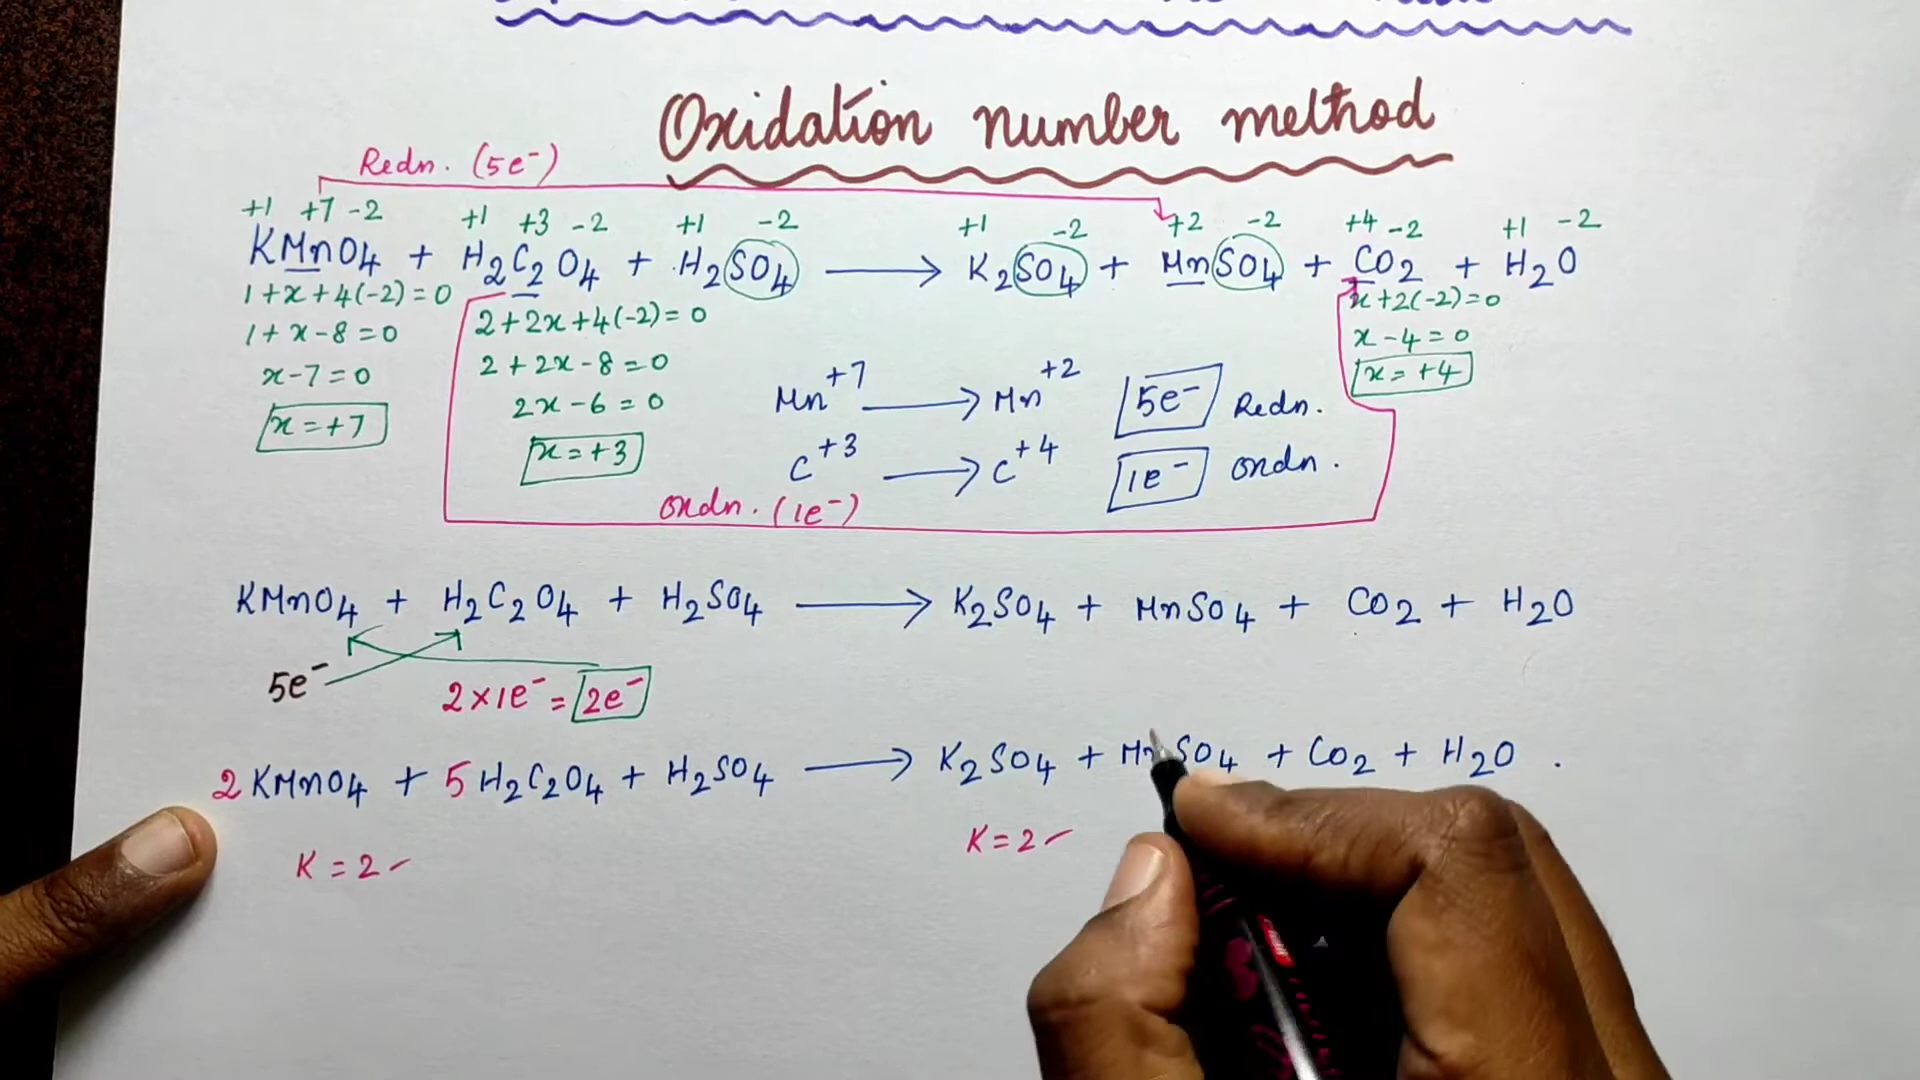 Oxidation number method
Redn. (5e⁻)
+1 +7 -2 +1 +3 -2 +1 -2 +1 -2 +2 -2 +4 -2 +1 -2
KMnO4 + H2C2O4 + H2SO4 ⟶ K2SO4 + MnSO4 + CO2 + H2O
1+x+4(-2)=0
1+x-8=0
x-7=0
x=+7
2+2x+4(-2)=0
2+2x-8=0
2x-6=0
x=+3
x+2(-2)=0
x-4=0
x=+4
Mn⁺⁷ ⟶ Mn⁺² 5e⁻ Redn.
C⁺³ ⟶ C⁺⁴ 1e⁻ Oxdn.
Oxdn. (1e⁻)
KMnO4 + H2C2O4 + H2SO4 ⟶ K2SO4 + MnSO4 + CO2 + H2O
5e⁻ 2×1e⁻ = 2e⁻
2KMnO4 + 5H2C2O4 + H2SO4 ⟶ K2SO4 + MnSO4 + CO2 + H2O.
K=2 K=2